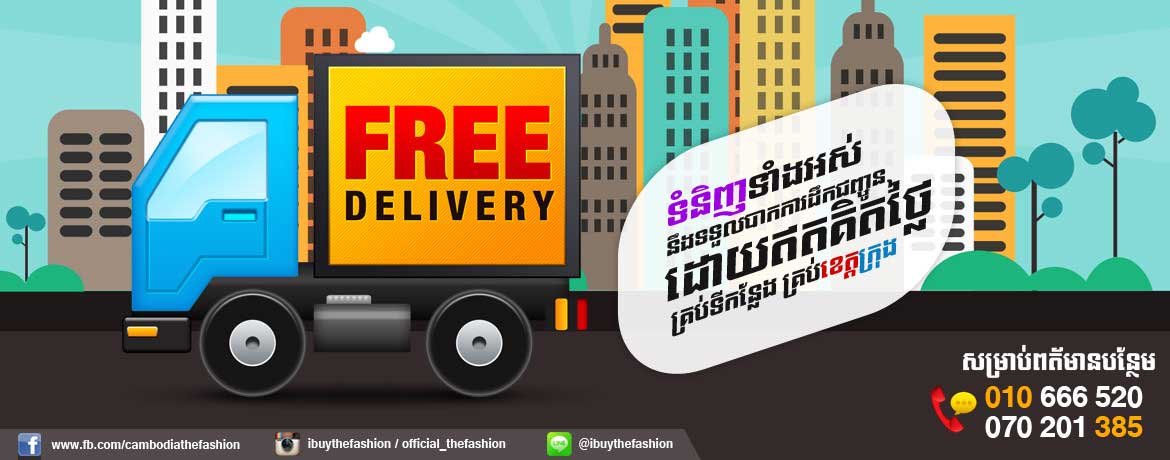 FREE
DELIVERY
ទំនិញទាំងអស់
នឹងទទួលបាកការដឹកជញ្ជូន
ដោយឥតគិតថ្លៃ
គ្រប់ទីកន្លែង គ្រប់ខេត្តក្រុង
សម្រាប់ពត័មានបន្ថែម
010 666 520
070 201 385
www.fb.com/cambodiathefashion
ibuythefashion / official_thefashion
LINE
@ibuythefashion